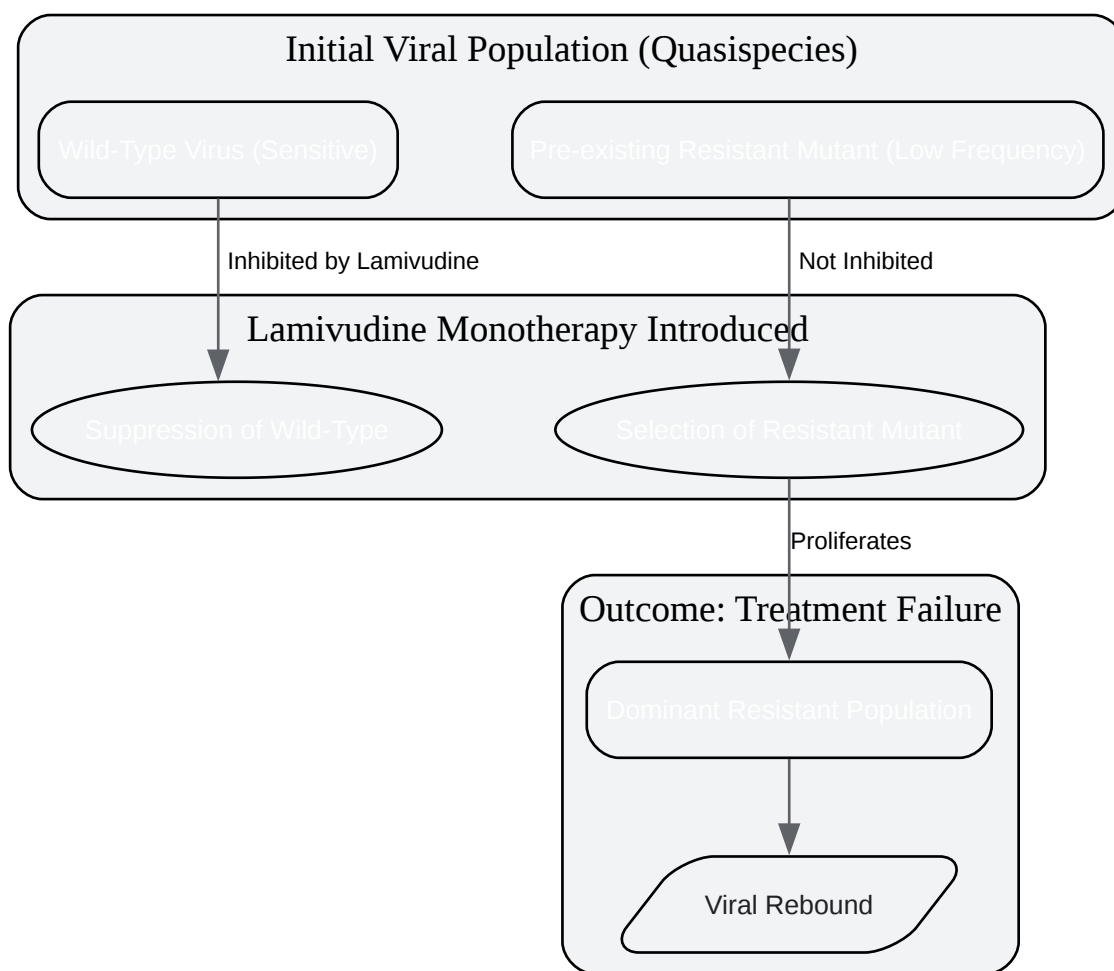 Initial Viral Population (Quasispecies)
Wild-Type Virus (Sensitive)
Pre-existing Resistant Mutant (Low Frequency)
Inhibited by Lamivudine
Not Inhibited
Lamivudine Monotherapy Introduced
Suppression of Wild-Type
Selection of Resistant Mutant
Proliferates
Outcome: Treatment Failure
Dominant Resistant Population
Viral Rebound